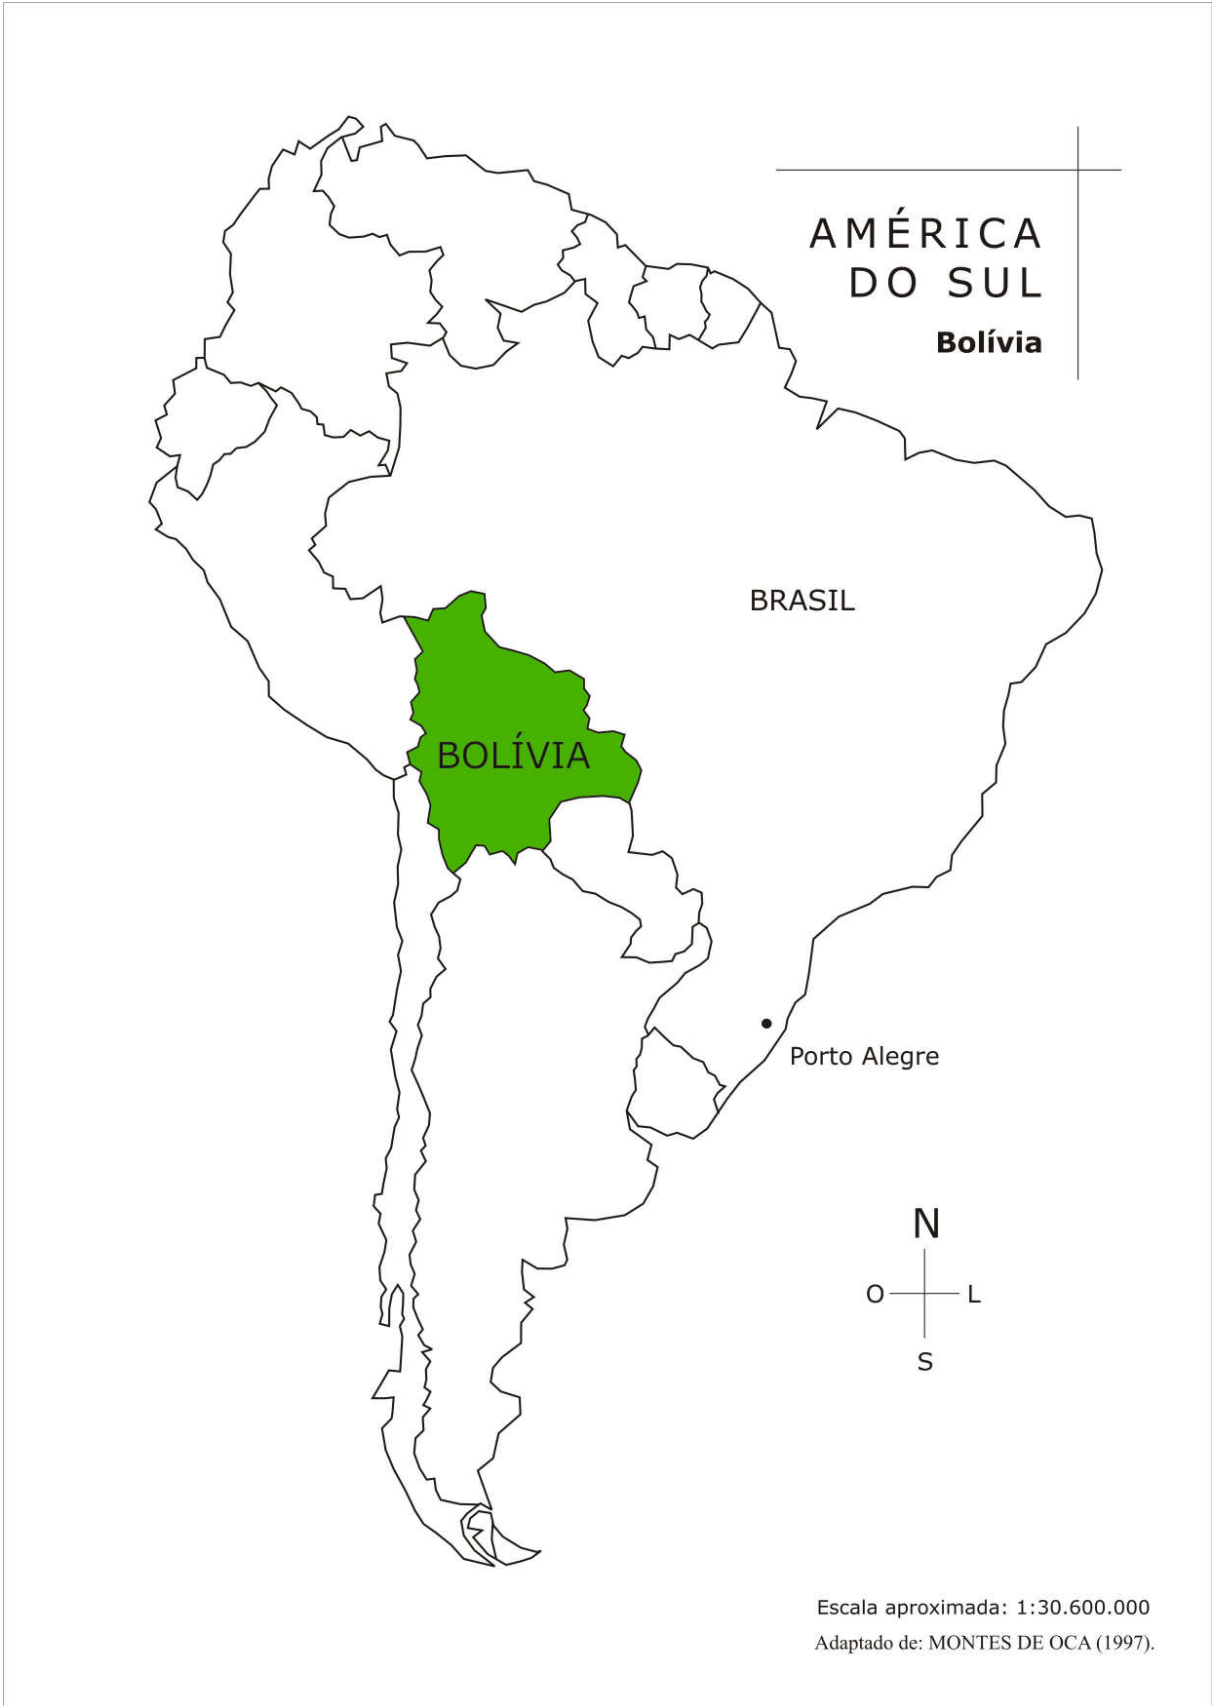 AMÉRICA
DO SUL
Bolívia
BRASIL
BOLÍVIA
Porto Alegre
N
O L
S
Escala aproximada: 1:30.600.000
Adaptado de: MONTES DE OCA (1997).